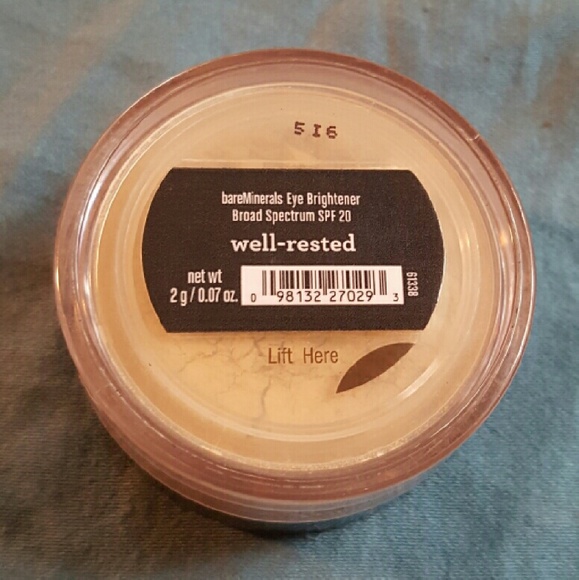 5I6
bareMinerals Eye Brightener
Broad Spectrum SPF 20
well-rested
net wt
2 g / 0.07 oz.
0 98132 27029 3
61338
Lift Here